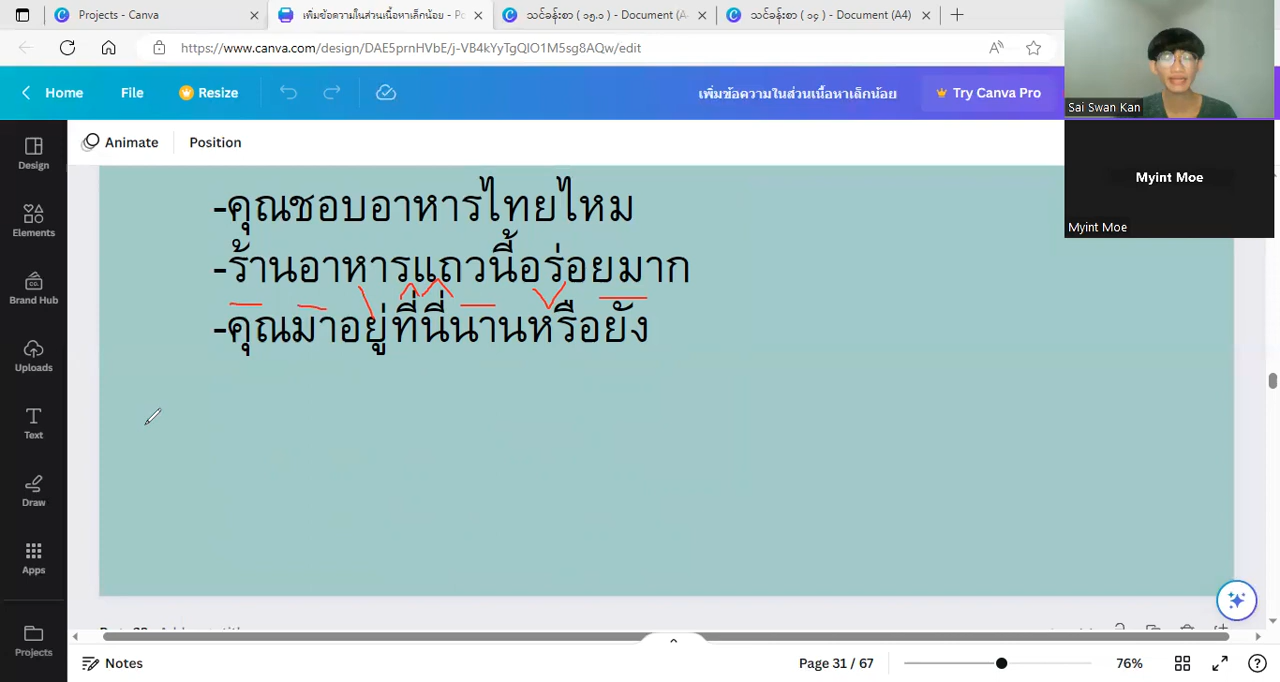 Projects - Canva
เพิ่มข้อความในส่วนเนื้อหาเล็กน้อย - Po
သင်ခန်းစာ (၁၅.၁) - Document (A4
သင်ခန်းစာ (၁၄) - Document (A4)
https://www.canva.com/design/DAE5prnHVbE/j-VB4kYyTgQIO1M5sg8AQw/edit
Home
File
Resize
เพิ่มข้อความในส่วนเนื้อหาเล็กน้อย
Try Canva Pro
Sai Swan Kan
Myint Moe
Myint Moe
Animate
Position
Design
Elements
Brand Hub
Uploads
Text
Draw
Apps
Projects
-คุณชอบอาหารไทยไหม
-ร้านอาหารแถวนี้อร่อยมาก
-คุณมาอยู่ที่นี่นานหรือยัง
Notes
Page 31 / 67
76%